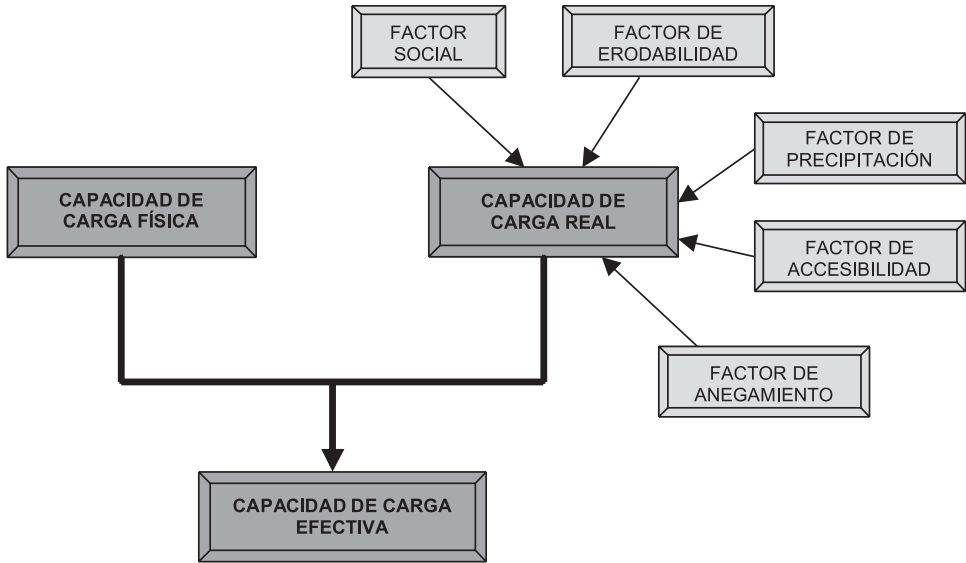 FACTOR
SOCIAL
FACTOR DE
ERODABILIDAD
FACTOR DE
PRECIPITACIÓN
CAPACIDAD DE
CARGA FÍSICA
CAPACIDAD DE
CARGA REAL
FACTOR DE
ACCESIBILIDAD
FACTOR DE
ANEGAMIENTO
CAPACIDAD DE CARGA
EFECTIVA